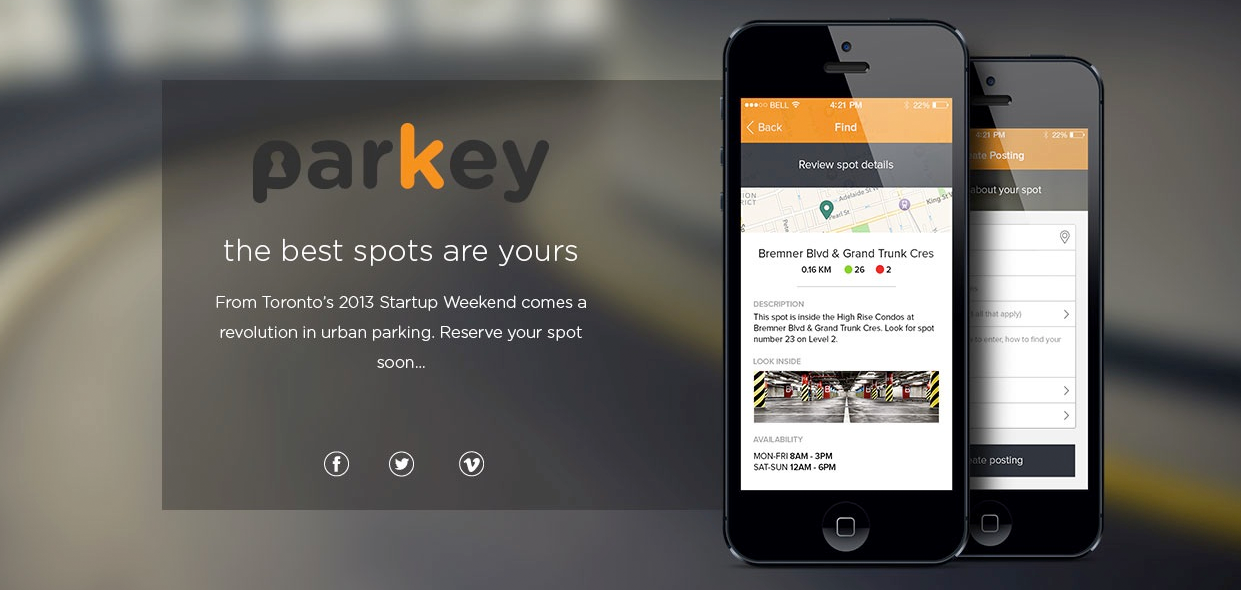 parkey
the best spots are yours
From Toronto's 2013 Startup Weekend comes a
revolution in urban parking. Reserve your spot
soon...
BELL 4:21 PM 22%
Back Find
Review spot details
Adelaide St W
King St W
Pearl St
Bremner Blvd & Grand Trunk Cres
0.16 KM 26 2
DESCRIPTION
This spot is inside the High Rise Condos at
Bremner Blvd & Grand Trunk Cres. Look for spot
number 23 on Level 2.
LOOK INSIDE
AVAILABILITY
MON-FRI 8AM - 3PM
SAT-SUN 12AM - 6PM
4:21 PM 22%
ate Posting
about your spot
all that apply)
to enter, how to find your
ate posting